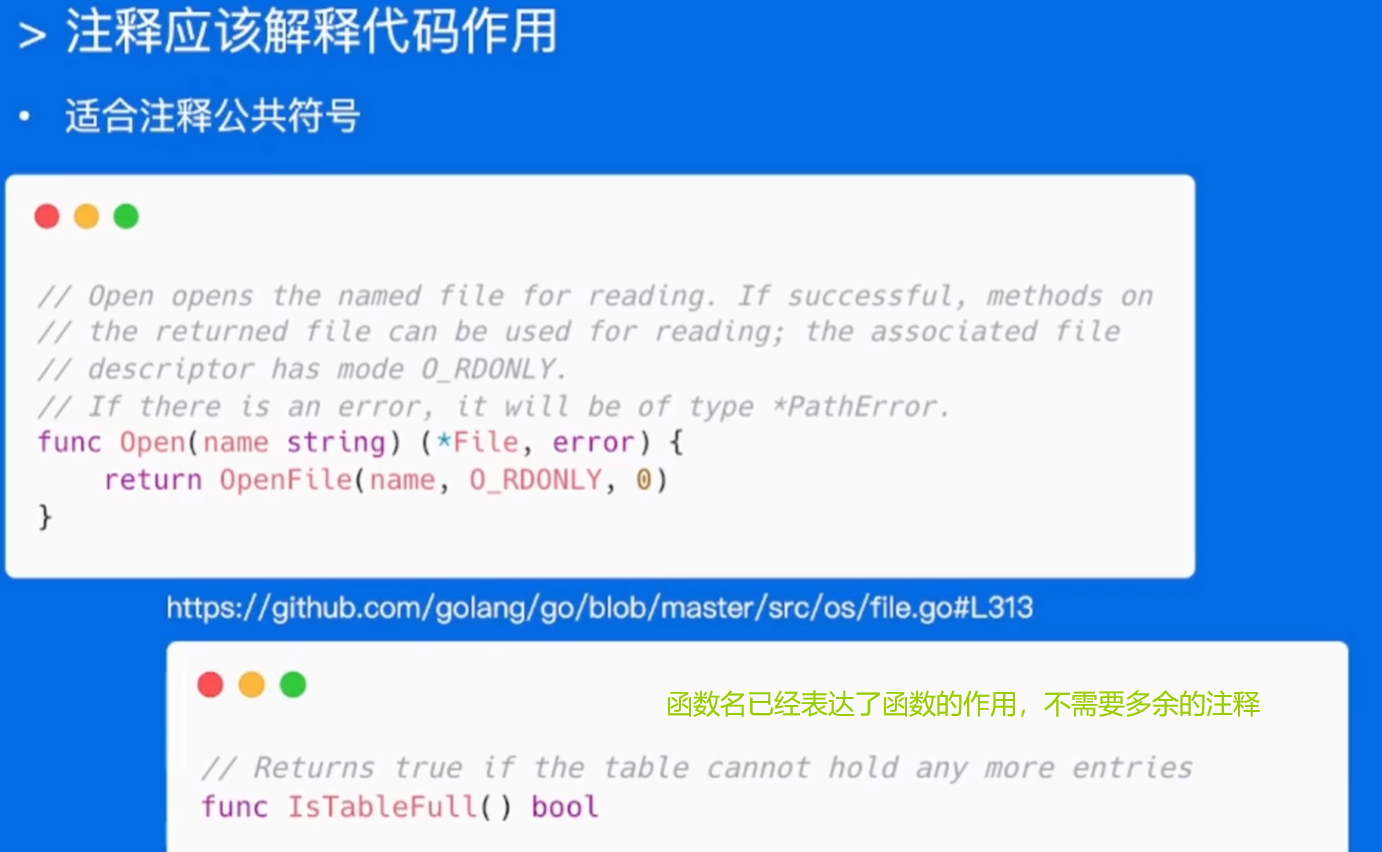 > 注释应该解释代码作用
• 适合注释公共符号
// Open opens the named file for reading. If successful, methods on
// the returned file can be used for reading; the associated file
// descriptor has mode O_RDONLY.
// If there is an error, it will be of type *PathError.
func Open(name string) (*File, error) {
    return OpenFile(name, O_RDONLY, 0)
}
https://github.com/golang/go/blob/master/src/os/file.go#L313
函数名已经表达了函数的作用，不需要多余的注释
// Returns true if the table cannot hold any more entries
func IsTableFull() bool